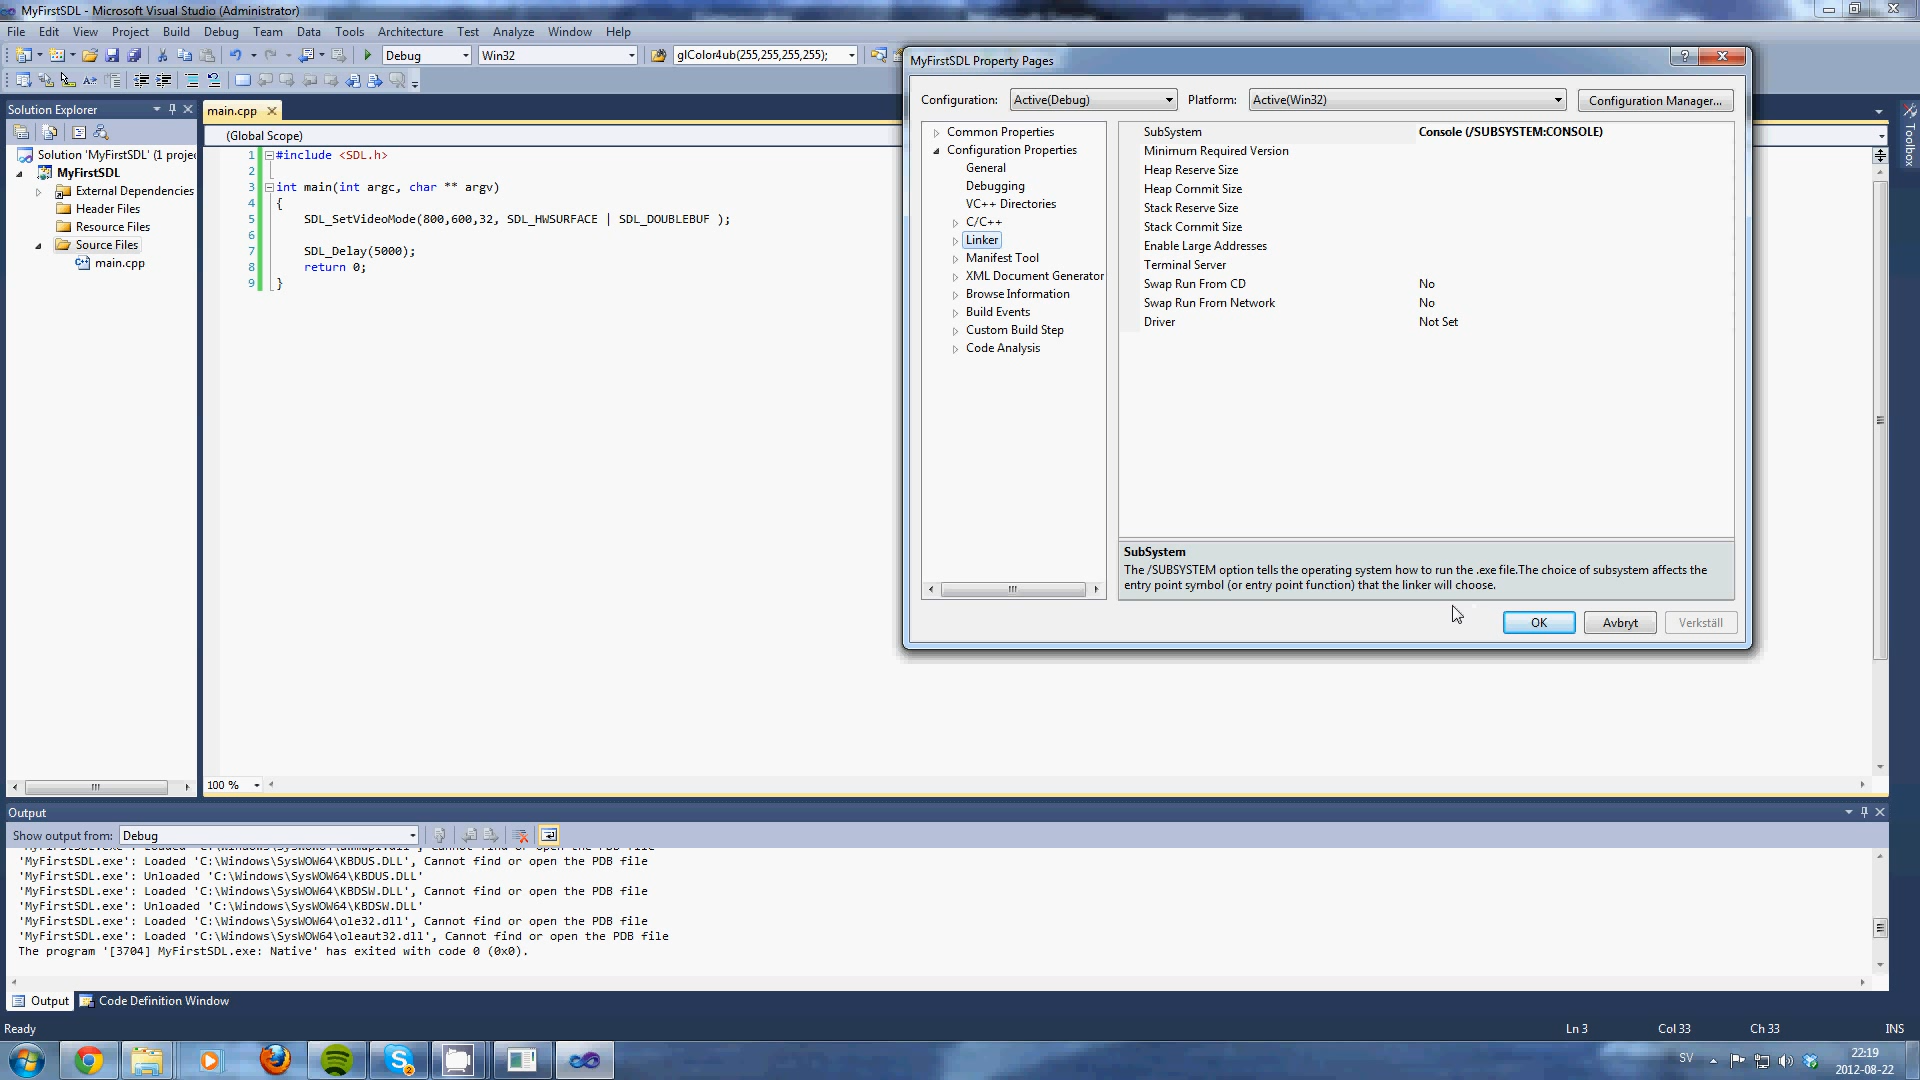 MyFirstSDL - Microsoft Visual Studio (Administrator)
File Edit View Project Build Debug Team Data Tools Architecture Test Analyze Window Help
Debug Win32 glColor4ub(255,255,255,255);
Solution Explorer
Solution 'MyFirstSDL' (1 projec
MyFirstSDL
External Dependencies
Header Files
Resource Files
Source Files
main.cpp
main.cpp
(Global Scope)
1 #include <SDL.h>
2
3 int main(int argc, char ** argv)
4 {
5 SDL_SetVideoMode(800,600,32, SDL_HWSURFACE | SDL_DOUBLEBUF );
6
7 SDL_Delay(5000);
8 return 0;
9 }
100 %
MyFirstSDL Property Pages
Configuration: Active(Debug) Platform: Active(Win32) Configuration Manager...
Common Properties
Configuration Properties
General
Debugging
VC++ Directories
C/C++
Linker
Manifest Tool
XML Document Generator
Browse Information
Build Events
Custom Build Step
Code Analysis
SubSystem Console (/SUBSYSTEM:CONSOLE)
Minimum Required Version
Heap Reserve Size
Heap Commit Size
Stack Reserve Size
Stack Commit Size
Enable Large Addresses
Terminal Server
Swap Run From CD No
Swap Run From Network No
Driver Not Set
SubSystem
The /SUBSYSTEM option tells the operating system how to run the .exe file.The choice of subsystem affects the
entry point symbol (or entry point function) that the linker will choose.
OK Avbryt Verkställ
Toolbox
Output
Show output from: Debug
'MyFirstSDL.exe': Loaded 'C:\Windows\SysWOW64\KBDUS.DLL', Cannot find or open the PDB file
'MyFirstSDL.exe': Unloaded 'C:\Windows\SysWOW64\KBDUS.DLL'
'MyFirstSDL.exe': Loaded 'C:\Windows\SysWOW64\KBDSW.DLL', Cannot find or open the PDB file
'MyFirstSDL.exe': Unloaded 'C:\Windows\SysWOW64\KBDSW.DLL'
'MyFirstSDL.exe': Loaded 'C:\Windows\SysWOW64\ole32.dll', Cannot find or open the PDB file
'MyFirstSDL.exe': Loaded 'C:\Windows\SysWOW64\oleaut32.dll', Cannot find or open the PDB file
The program '[3704] MyFirstSDL.exe: Native' has exited with code 0 (0x0).
Output Code Definition Window
Ready Ln 3 Col 33 Ch 33 INS
SV
22:19
2012-08-22